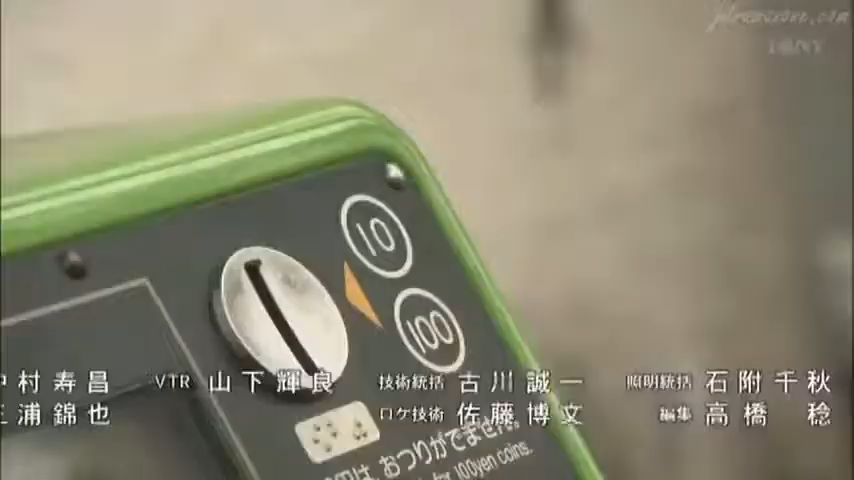 10
100
中村寿昌 VTR 山下輝良 技術統括 古川誠一 照明統括 石附千秋
浦錦也 ロケ技術 佐藤博文 編集 高橋 稔
は、おつりがでません。
for 100yen coins.